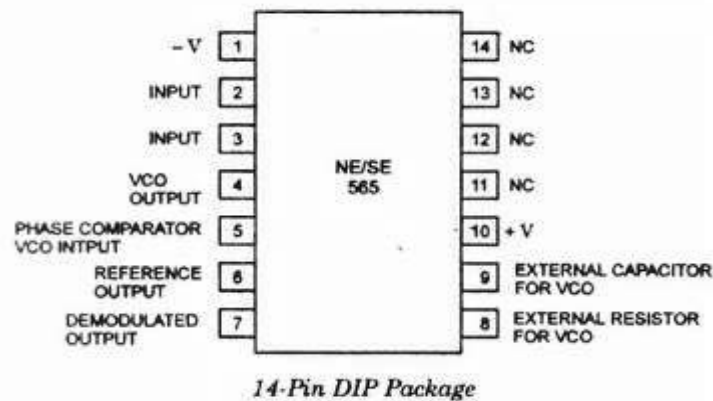 – V 1
INPUT 2
INPUT 3
VCO
OUTPUT 4
PHASE COMPARATOR
VCO INTPUT 5
REFERENCE
OUTPUT 6
DEMODULATED
OUTPUT 7
NE/SE
565
14 NC
13 NC
12 NC
11 NC
10 + V
9 EXTERNAL CAPACITOR
FOR VCO
8 EXTERNAL RESISTOR
FOR VCO
14-Pin DIP Package